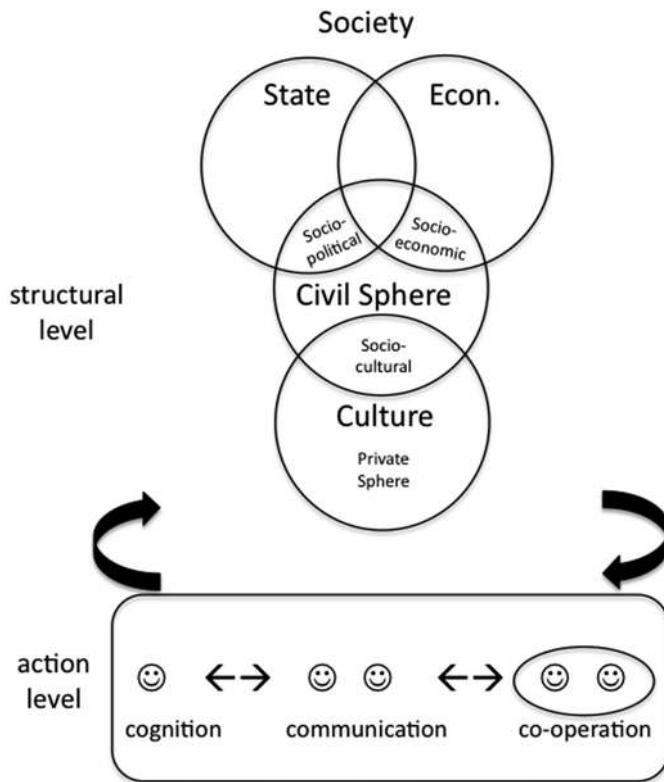 Society
State
Econ.
Socio-
political
Socio-
economic
structural
level
Civil Sphere
Socio-
cultural
Culture
Private
Sphere
action
level
cognition
communication
co-operation